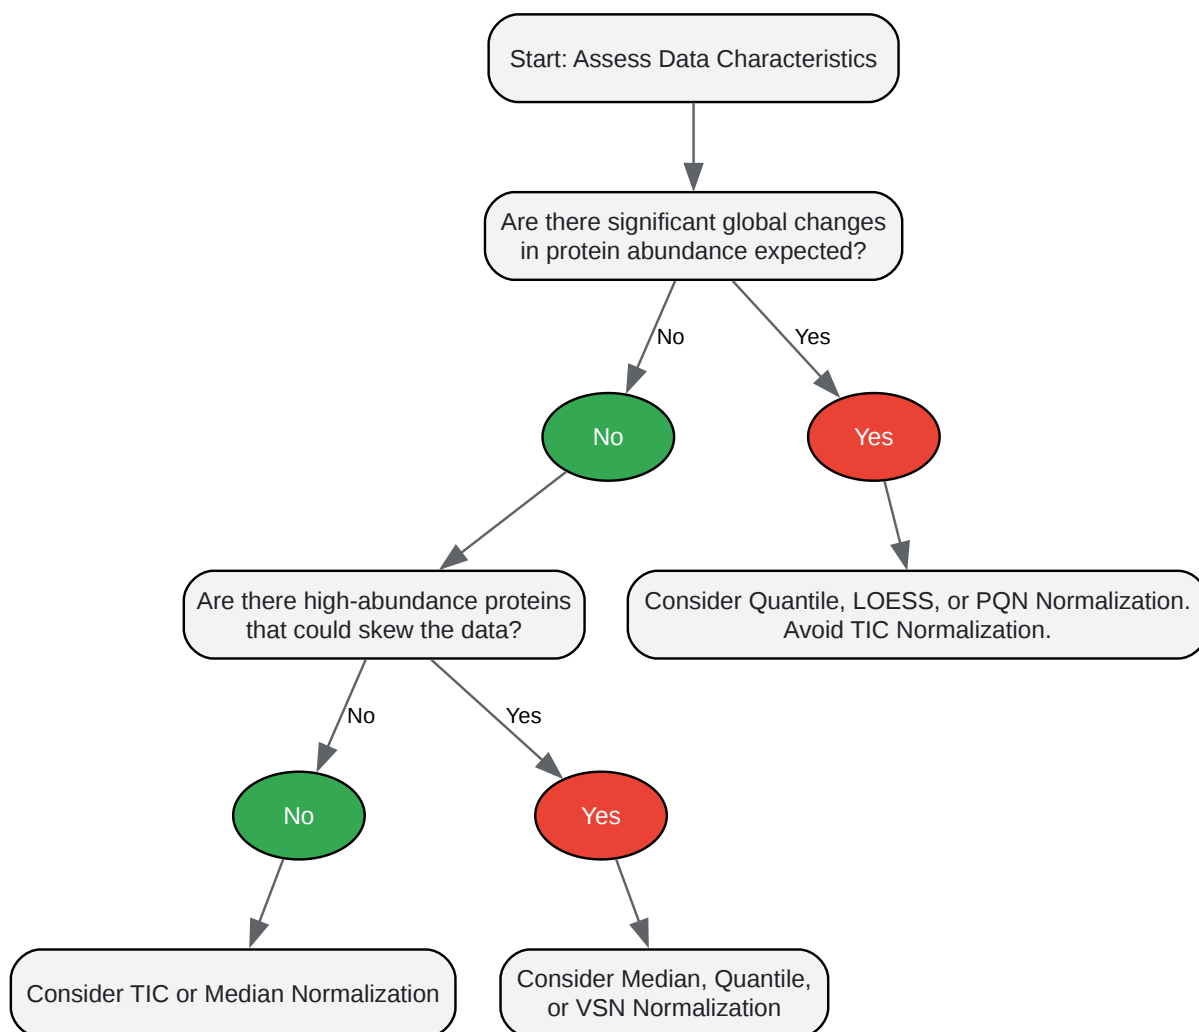 Start: Assess Data Characteristics
Are there significant global changes
in protein abundance expected?
No
Yes
No
Yes
Are there high-abundance proteins
that could skew the data?
Consider Quantile, LOESS, or PQN Normalization.
Avoid TIC Normalization.
No
Yes
No
Yes
Consider TIC or Median Normalization
Consider Median, Quantile,
or VSN Normalization